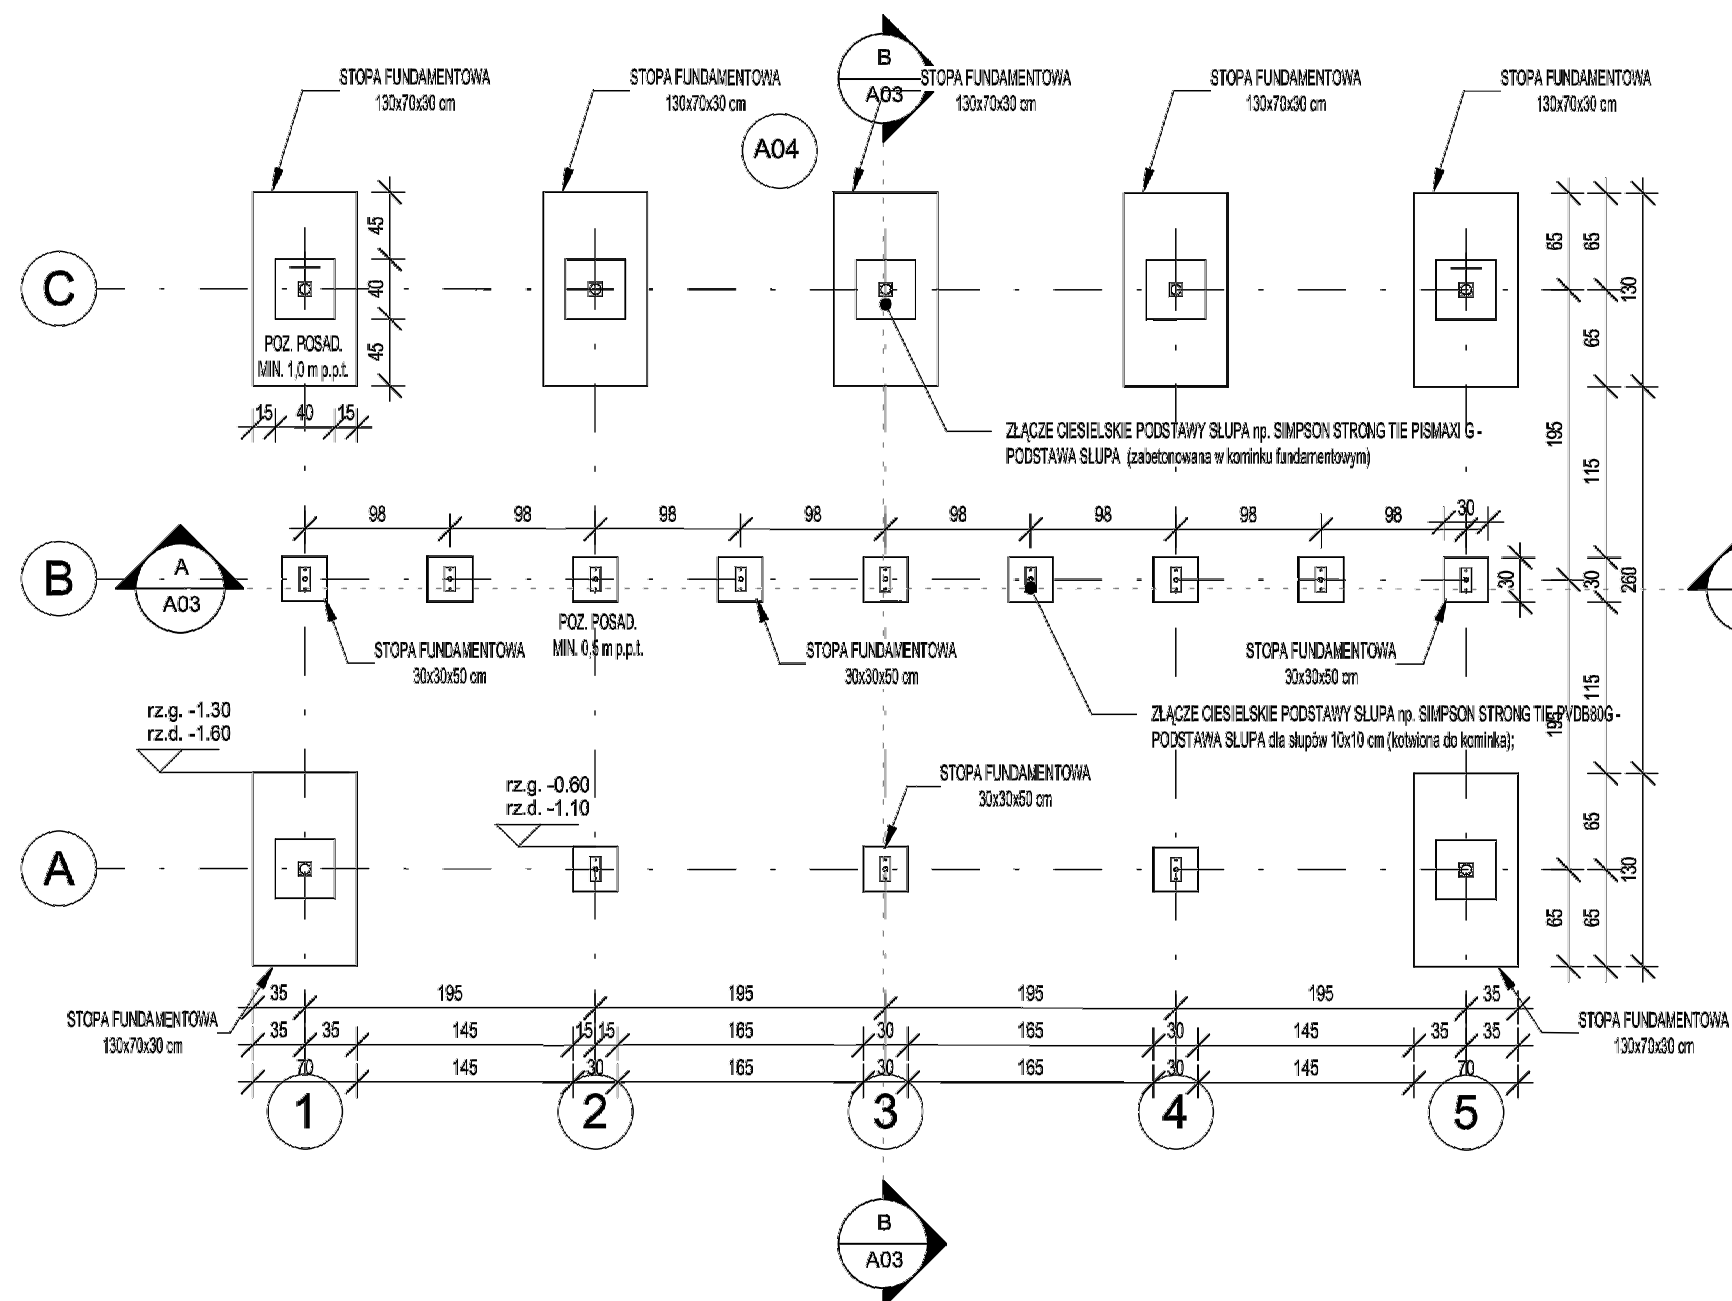 B
A03
STOPA FUNDAMENTOWA
130x70x30 cm
STOPA FUNDAMENTOWA
130x70x30 cm
STOPA FUNDAMENTOWA
130x70x30 cm
STOPA FUNDAMENTOWA
130x70x30 cm
STOPA FUNDAMENTOWA
130x70x30 cm
A04
45
40
45
65
65
130
65
65
C
POZ. POSAD.
MIN. 1,0 m p.p.t.
15
40
15
ZŁĄCZE CIESIELSKIE PODSTAWY SŁUPA np. SIMPSON STRONG TIE PISMAXI G -
PODSTAWA SŁUPA (zabetonowana w kominku fundamentowym)
195
115
98
98
98
98
98
98
98
98
30
B
A
A03
30
30
260
POZ. POSAD.
MIN. 0,5 m p.p.t.
STOPA FUNDAMENTOWA
30x30x50 cm
STOPA FUNDAMENTOWA
30x30x50 cm
STOPA FUNDAMENTOWA
30x30x50 cm
115
195
rz.g. -1.30
rz.d. -1.60
ZŁĄCZE CIESIELSKIE PODSTAWY SŁUPA np. SIMPSON STRONG TIE PVDB80G -
PODSTAWA SŁUPA dla słupów 10x10 cm (kotwiona do kominka);
rz.g. -0.60
rz.d. -1.10
STOPA FUNDAMENTOWA
30x30x50 cm
A
65
130
65
65
35
195
195
195
195
35
STOPA FUNDAMENTOWA
130x70x30 cm
35
35
145
15
15
165
30
165
30
145
35
35
STOPA FUNDAMENTOWA
130x70x30 cm
70
145
30
165
30
165
30
145
70
1
2
3
4
5
B
A03